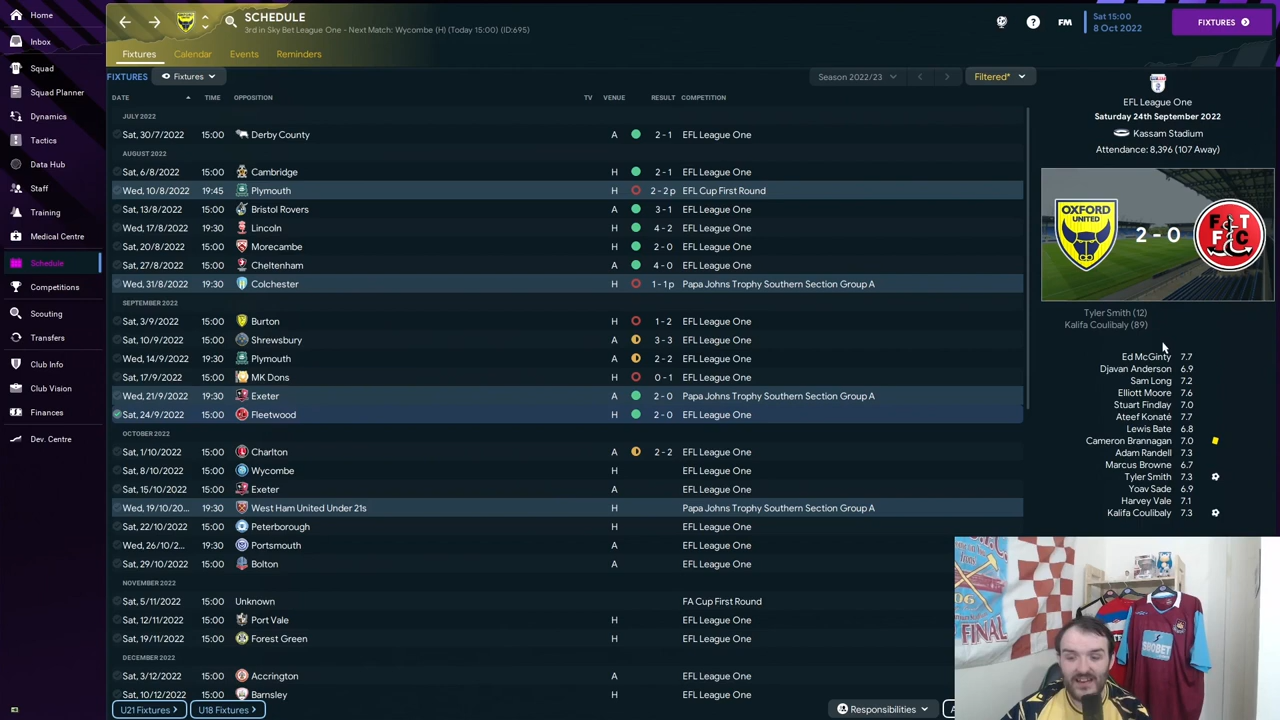 Home
Inbox
Squad
Squad Planner
Dynamics
Tactics
Data Hub
Staff
Training
Medical Centre
Schedule
Competitions
Scouting
Transfers
Club Info
Club Vision
Finances
Dev. Centre
SCHEDULE
3rd in Sky Bet League One - Next Match: Wycombe (H) (Today 15:00) (ID:695)
FM
Sat 15:00
8 Oct 2022
FIXTURES
Fixtures Calendar Events Reminders
FIXTURES Fixtures Season 2022/23 Filtered*
DATE TIME OPPOSITION TV VENUE RESULT COMPETITION
JULY 2022
Sat, 30/7/2022 15:00 Derby County A 2 - 1 EFL League One
AUGUST 2022
Sat, 6/8/2022 15:00 Cambridge H 2 - 1 EFL League One
Wed, 10/8/2022 19:45 Plymouth H 2 - 2 p EFL Cup First Round
Sat, 13/8/2022 15:00 Bristol Rovers A 3 - 1 EFL League One
Wed, 17/8/2022 19:30 Lincoln H 4 - 2 EFL League One
Sat, 20/8/2022 15:00 Morecambe H 2 - 0 EFL League One
Sat, 27/8/2022 15:00 Cheltenham A 4 - 0 EFL League One
Wed, 31/8/2022 19:30 Colchester H 1 - 1 p Papa Johns Trophy Southern Section Group A
SEPTEMBER 2022
Sat, 3/9/2022 15:00 Burton H 1 - 2 EFL League One
Sat, 10/9/2022 15:00 Shrewsbury A 3 - 3 EFL League One
Wed, 14/9/2022 19:30 Plymouth H 2 - 2 EFL League One
Sat, 17/9/2022 15:00 MK Dons A 0 - 1 EFL League One
Wed, 21/9/2022 19:30 Exeter A 2 - 0 Papa Johns Trophy Southern Section Group A
Sat, 24/9/2022 15:00 Fleetwood H 2 - 0 EFL League One
OCTOBER 2022
Sat, 1/10/2022 15:00 Charlton A 2 - 2 EFL League One
Sat, 8/10/2022 15:00 Wycombe H EFL League One
Sat, 15/10/2022 15:00 Exeter A EFL League One
Wed, 19/10/20... 19:30 West Ham United Under 21s H Papa Johns Trophy Southern Section Group A
Sat, 22/10/2022 15:00 Peterborough H EFL League One
Wed, 26/10/2... 19:30 Portsmouth A EFL League One
Sat, 29/10/2022 15:00 Bolton A EFL League One
NOVEMBER 2022
Sat, 5/11/2022 15:00 Unknown FA Cup First Round
Sat, 12/11/2022 15:00 Port Vale H EFL League One
Sat, 19/11/2022 15:00 Forest Green H EFL League One
DECEMBER 2022
Sat, 3/12/2022 15:00 Accrington A EFL League One
Sat, 10/12/2022 15:00 Barnsley H EFL League One
U21 Fixtures > U18 Fixtures > Responsibilities
EFL League One
Saturday 24th September 2022
Kassam Stadium
Attendance: 8,396 (107 Away)
OXFORD
UNITED
2 - 0
F T
F C
Tyler Smith (12)
Kalifa Coulibaly (89)
Ed McGinty 7.7
Djavan Anderson 6.9
Sam Long 7.2
Elliott Moore 7.6
Stuart Findlay 7.0
Ateef Konaté 7.7
Lewis Bate 6.8
Cameron Brannagan 7.0
Adam Randell 7.3
Marcus Browne 6.7
Tyler Smith 7.3
Yoav Sade 6.9
Harvey Vale 7.1
Kalifa Coulibaly 7.3
06
FINAL
SBOBET